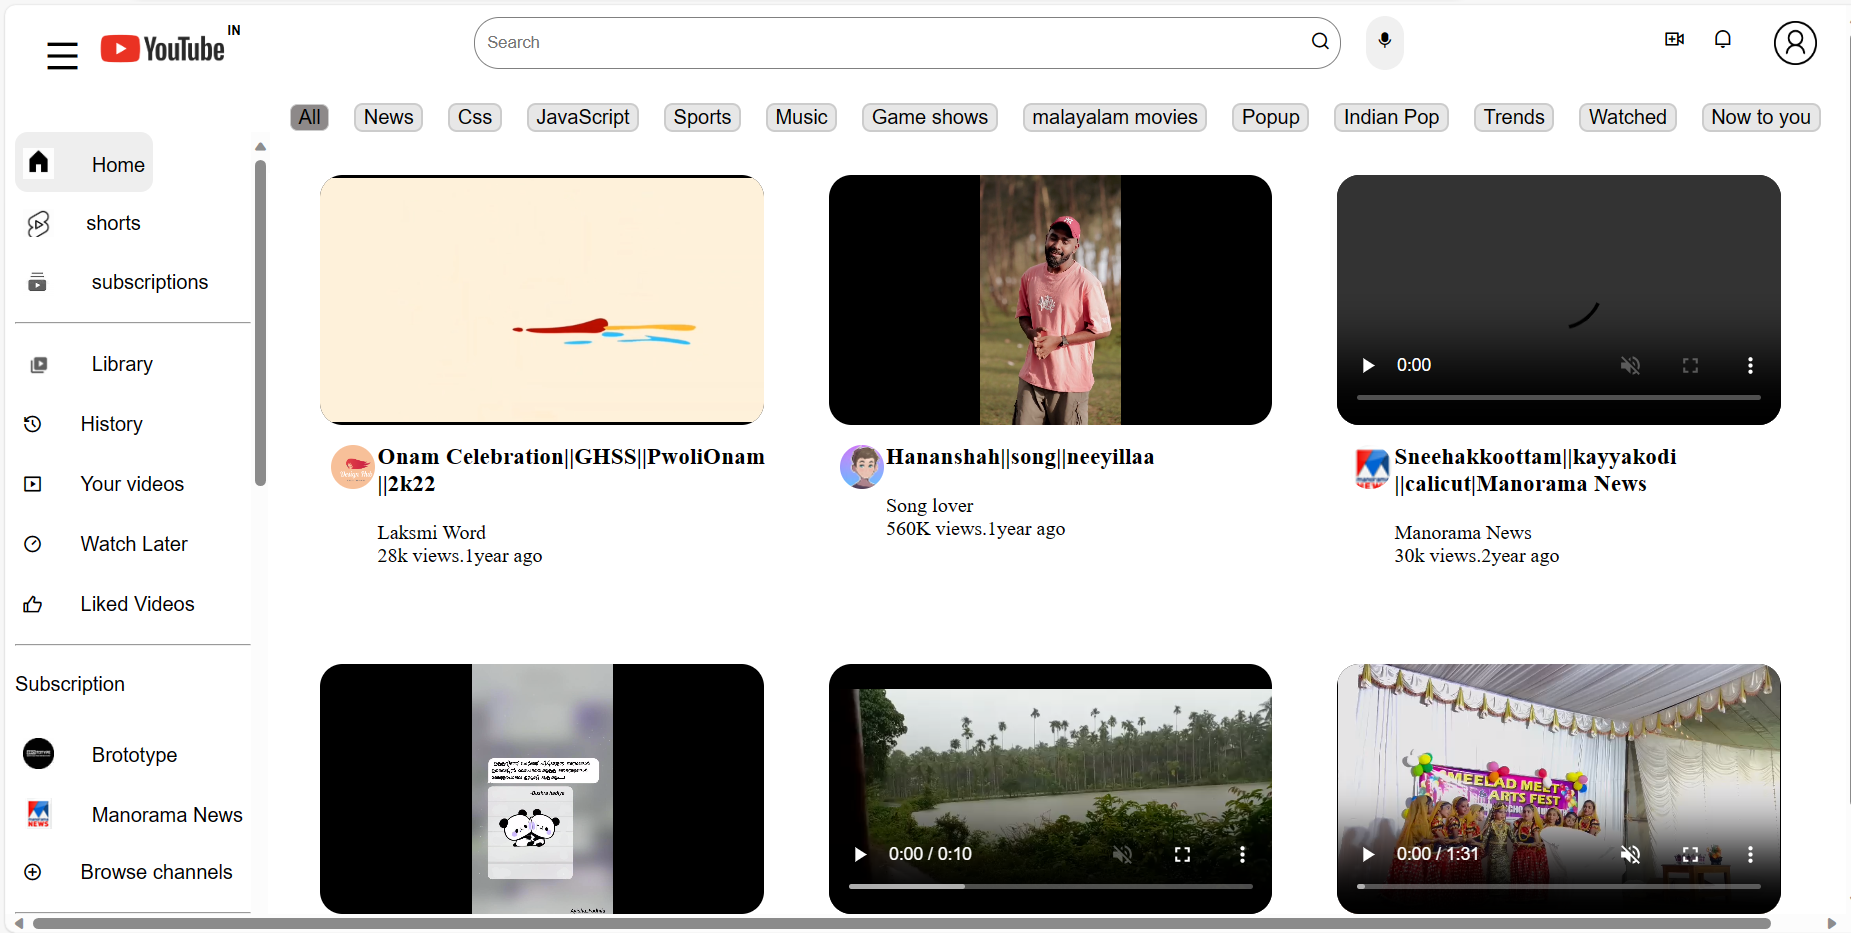 YouTube IN
Search
All News Css JavaScript Sports Music Game shows malayalam movies Popup Indian Pop Trends Watched Now to you
Home
shorts
subscriptions
Library
History
Your videos
Watch Later
Liked Videos
Subscription
Brototype
Manorama News
Browse channels
0:00
Onam Celebration||GHSS||PwoliOnam
||2k22
Laksmi Word
28k views.1year ago
Hananshah||song||neeyillaa
Song lover
560K views.1year ago
Sneehakkoottam||kayyakodi
||calicut|Manorama News
Manorama News
30k views.2year ago
0:00 / 0:10
MEELAD MEET
ARTS FEST
0:00 / 1:31